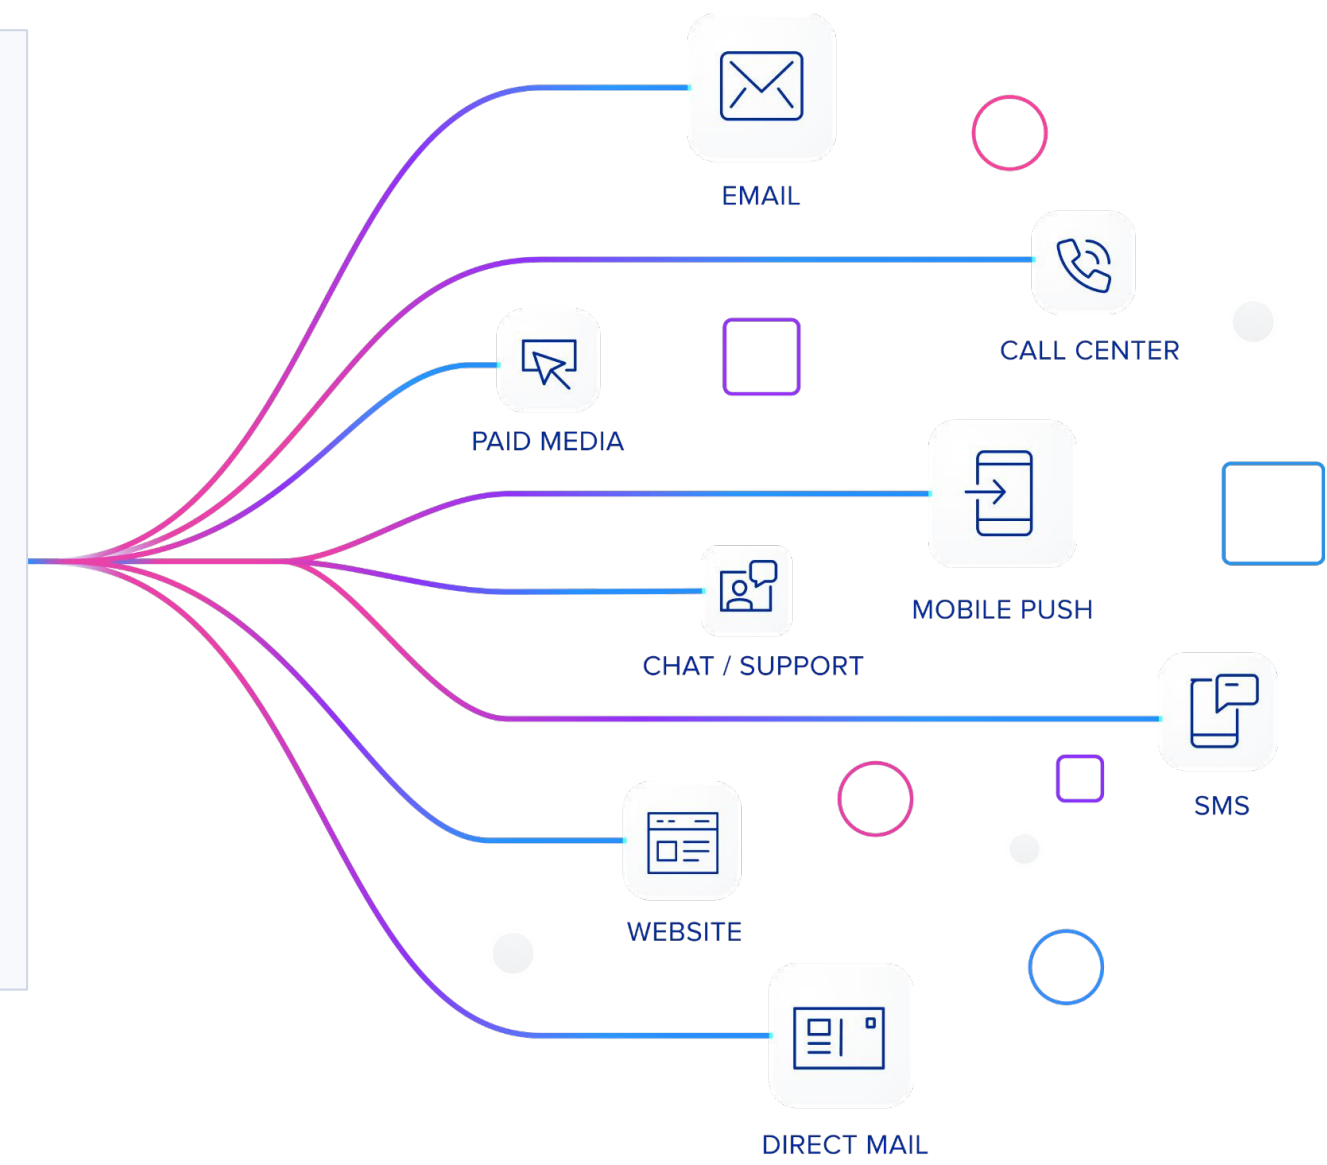 EMAIL
CALL CENTER
PAID MEDIA
MOBILE PUSH
CHAT / SUPPORT
SMS
WEBSITE
DIRECT MAIL